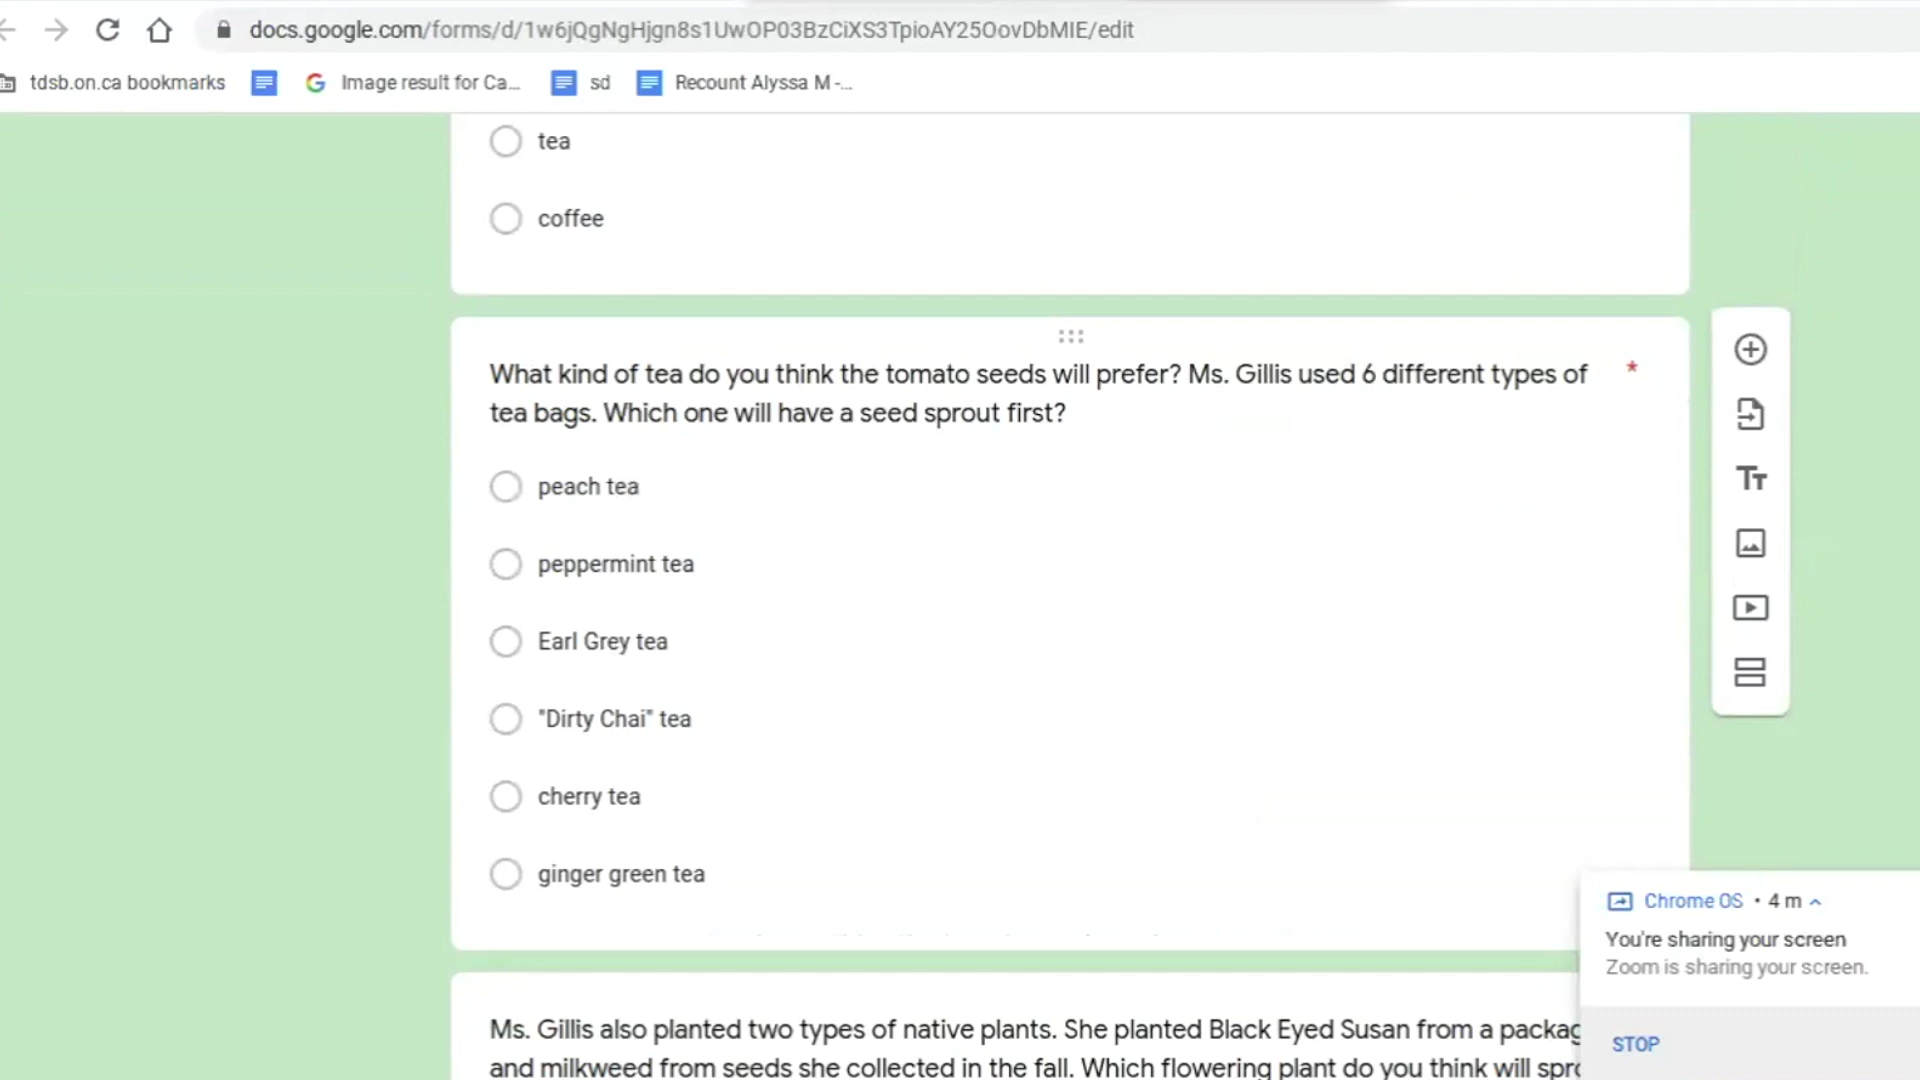 docs.google.com/forms/d/1w6jQgNgHjgn8s1UwOP03BzCiXS3TpioAY25OovDbMIE/edit
tdsb.on.ca bookmarks Image result for Ca... sd Recount Alyssa M -...
tea
coffee
What kind of tea do you think the tomato seeds will prefer? Ms. Gillis used 6 different types of *
tea bags. Which one will have a seed sprout first?
peach tea
peppermint tea
Earl Grey tea
"Dirty Chai" tea
cherry tea
ginger green tea
Chrome OS • 4 m
You're sharing your screen
Zoom is sharing your screen.
STOP
Ms. Gillis also planted two types of native plants. She planted Black Eyed Susan from a packag
and milkweed from seeds she collected in the fall. Which flowering plant do you think will spr